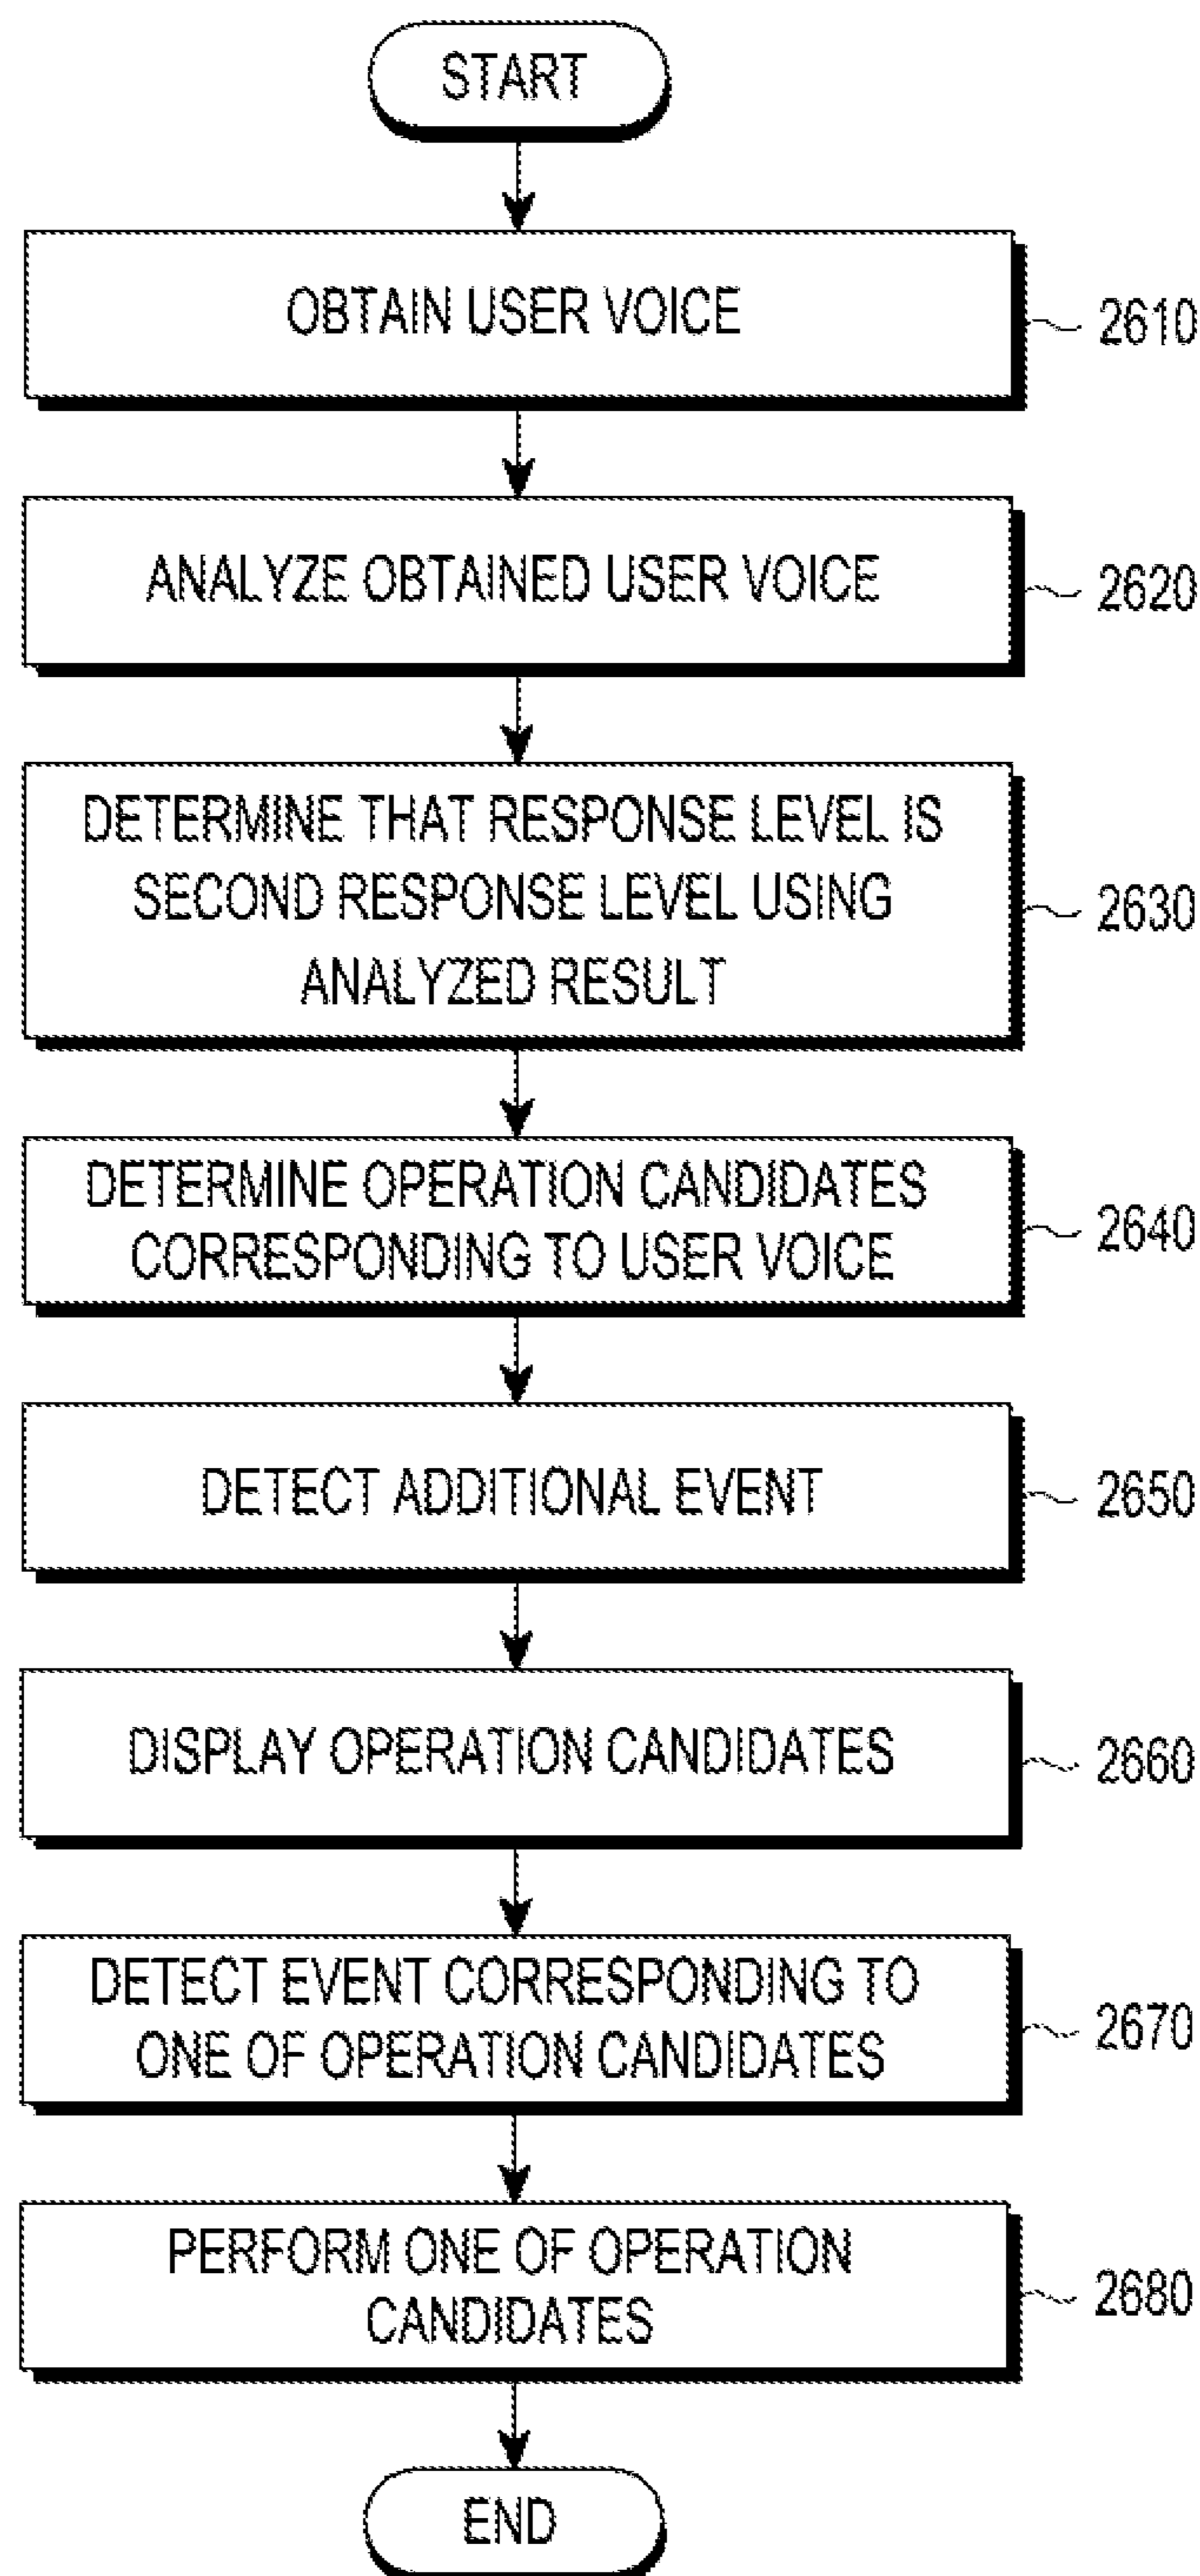 START
OBTAIN USER VOICE
2610
ANALYZE OBTAINED USER VOICE
2620
DETERMINE THAT RESPONSE LEVEL IS
SECOND RESPONSE LEVEL USING
ANALYZED RESULT
2630
DETERMINE OPERATION CANDIDATES
CORRESPONDING TO USER VOICE
2640
DETECT ADDITIONAL EVENT
2650
DISPLAY OPERATION CANDIDATES
2660
DETECT EVENT CORRESPONDING TO
ONE OF OPERATION CANDIDATES
2670
PERFORM ONE OF OPERATION
CANDIDATES
2680
END